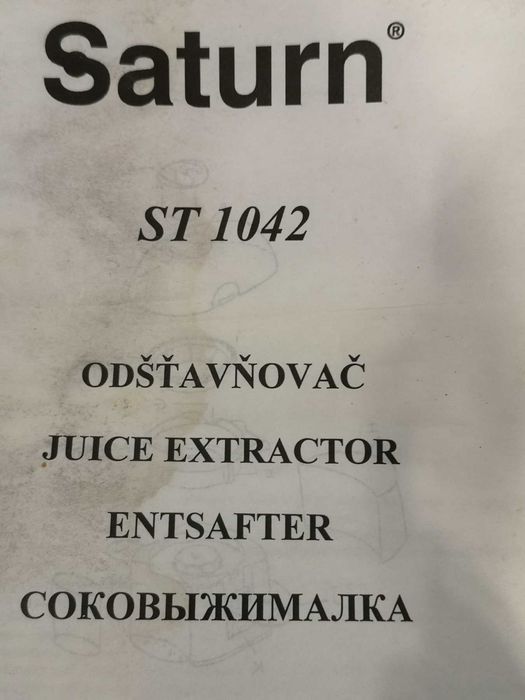 Saturn®
ST 1042
ODŠŤAVŇOVAČ
JUICE EXTRACTOR
ENTSAFTER
СОКОВЫЖИМАЛКА